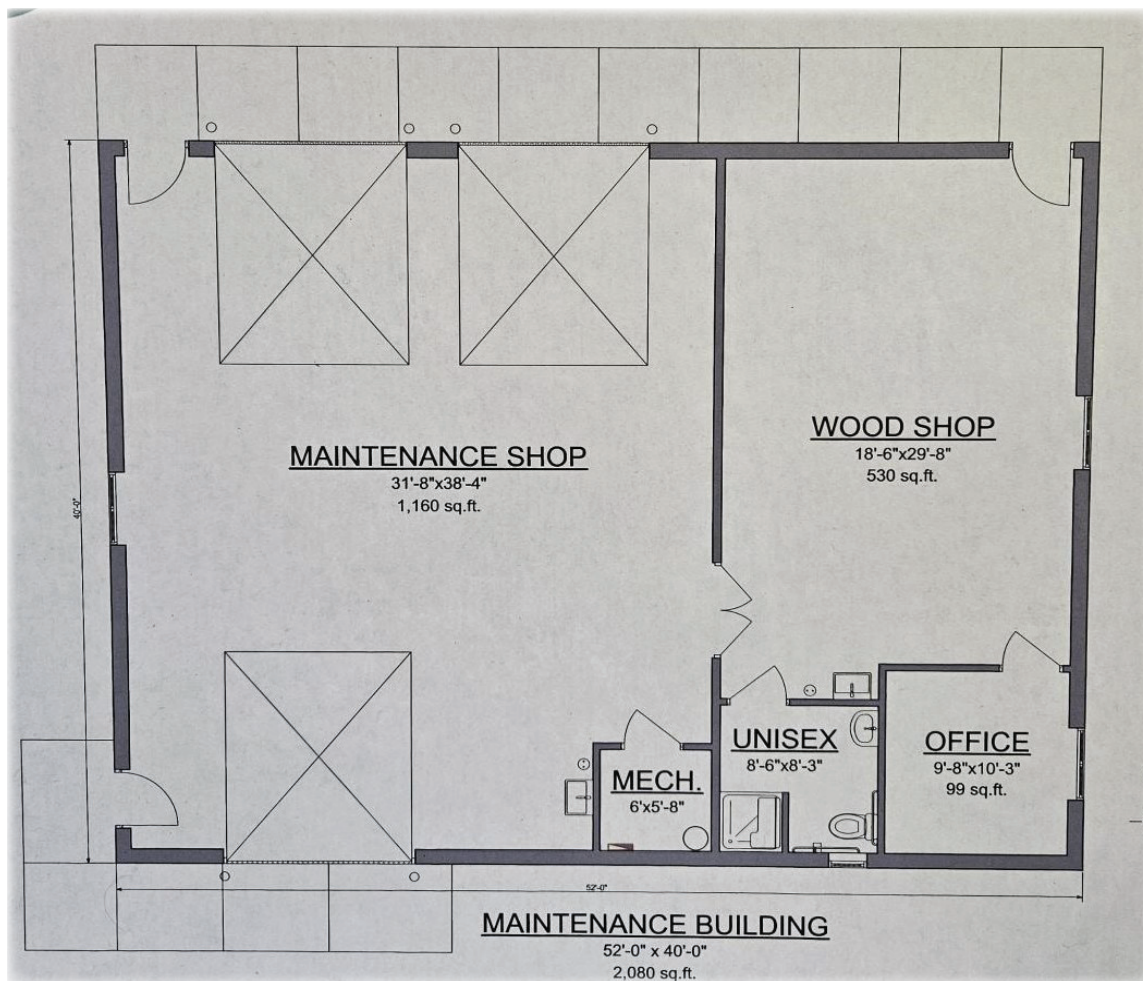 MAINTENANCE SHOP
31'-8"x38'-4"
1,160 sq.ft.
WOOD SHOP
18'-6"x29'-8"
530 sq.ft.
40'-0"
UNISEX
8'-6"x8'-3"
OFFICE
9'-8"x10'-3"
99 sq.ft.
MECH.
6'x5'-8"
52'-0"
MAINTENANCE BUILDING
52'-0" x 40'-0"
2,080 sq.ft.